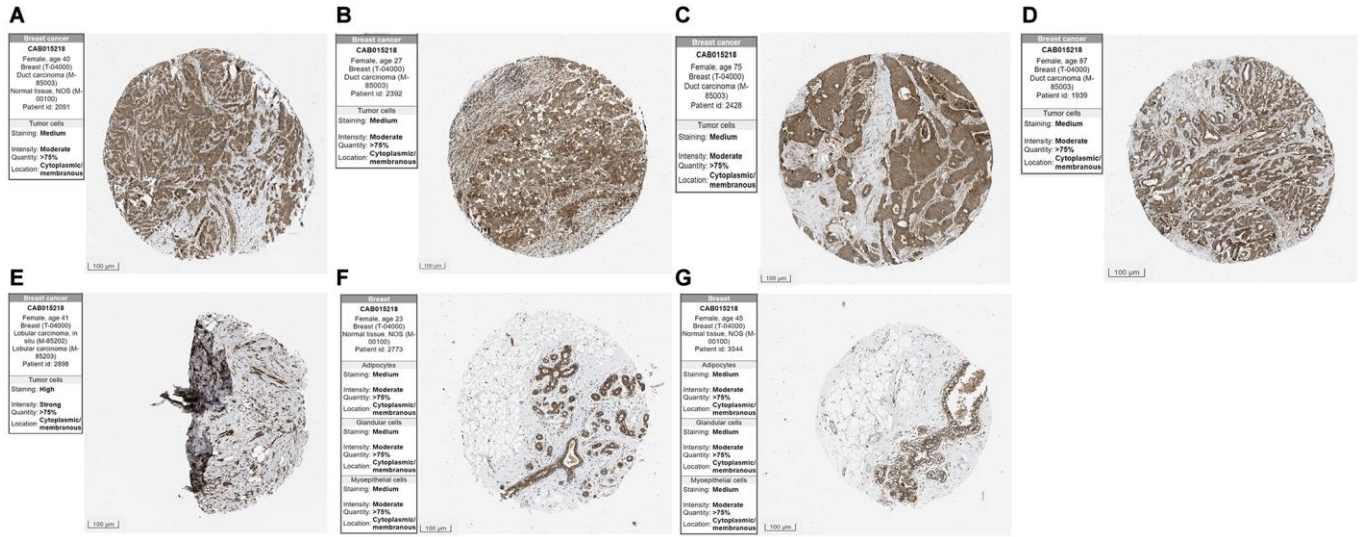 A
Breast cancer
CAB015218
Female, age 40
Breast (T-04000)
Duct carcinoma (M-
85003)
Normal tissue, NOS (M-
00100)
Patient id: 2091
Tumor cells
Staining: Medium
Intensity: Moderate
Quantity: >75%
Location: Cytoplasmic/
membranous
100 µm
B
Breast cancer
CAB015218
Female, age 27
Breast (T-04000)
Duct carcinoma (M-
85003)
Patient id: 2392
Tumor cells
Staining: Medium
Intensity: Moderate
Quantity: >75%
Location: Cytoplasmic/
membranous
100 µm
C
Breast cancer
CAB015218
Female, age 75
Breast (T-04000)
Duct carcinoma (M-
85003)
Patient id: 2428
Tumor cells
Staining: Medium
Intensity: Moderate
Quantity: >75%
Location: Cytoplasmic/
membranous
100 µm
D
Breast cancer
CAB015218
Female, age 87
Breast (T-04000)
Duct carcinoma (M-
85003)
Patient id: 1939
Tumor cells
Staining: Medium
Intensity: Moderate
Quantity: >75%
Location: Cytoplasmic/
membranous
100 µm
E
Breast cancer
CAB015218
Female, age 41
Breast (T-04000)
Lobular carcinoma, in
situ (M-85202)
Lobular carcinoma (M-
85203)
Patient id: 2898
Tumor cells
Staining: High
Intensity: Strong
Quantity: >75%
Location: Cytoplasmic/
membranous
100 µm
F
Breast
CAB015218
Female, age 23
Breast (T-04000)
Normal tissue, NOS (M-
00100)
Patient id: 2773
Adipocytes
Staining: Medium
Intensity: Moderate
Quantity: >75%
Location: Cytoplasmic/
membranous
Glandular cells
Staining: Medium
Intensity: Moderate
Quantity: >75%
Location: Cytoplasmic/
membranous
Myoepithelial cells
Staining: Medium
Intensity: Moderate
Quantity: >75%
Location: Cytoplasmic/
membranous
100 µm
G
Breast
CAB015218
Female, age 45
Breast (T-04000)
Normal tissue, NOS (M-
00100)
Patient id: 3544
Adipocytes
Staining: Medium
Intensity: Moderate
Quantity: >75%
Location: Cytoplasmic/
membranous
Glandular cells
Staining: Medium
Intensity: Moderate
Quantity: >75%
Location: Cytoplasmic/
membranous
Myoepithelial cells
Staining: Medium
Intensity: Moderate
Quantity: >75%
Location: Cytoplasmic/
membranous
100 µm